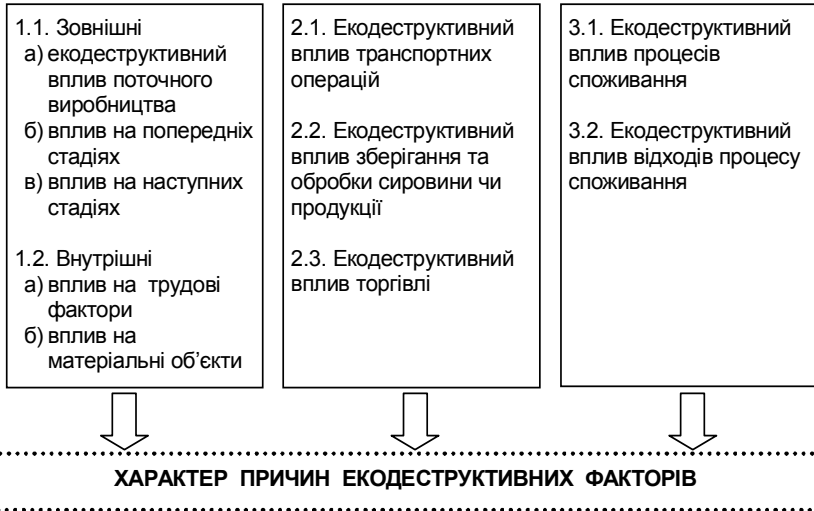 1.1. Зовнішні
а) екодеструктивний
вплив поточного
виробництва
б) вплив на попередніх
стадіях
в) вплив на наступних
стадіях
1.2. Внутрішні
а) вплив на трудові
фактори
б) вплив на
матеріальні об’єкти
2.1. Екодеструктивний
вплив транспортних
операцій
2.2. Екодеструктивний
вплив зберігання та
обробки сировини чи
продукції
2.3. Екодеструктивний
вплив торгівлі
3.1. Екодеструктивний
вплив процесів
споживання
3.2. Екодеструктивний
вплив відходів процесу
споживання
ХАРАКТЕР ПРИЧИН ЕКОДЕСТРУКТИВНИХ ФАКТОРІВ